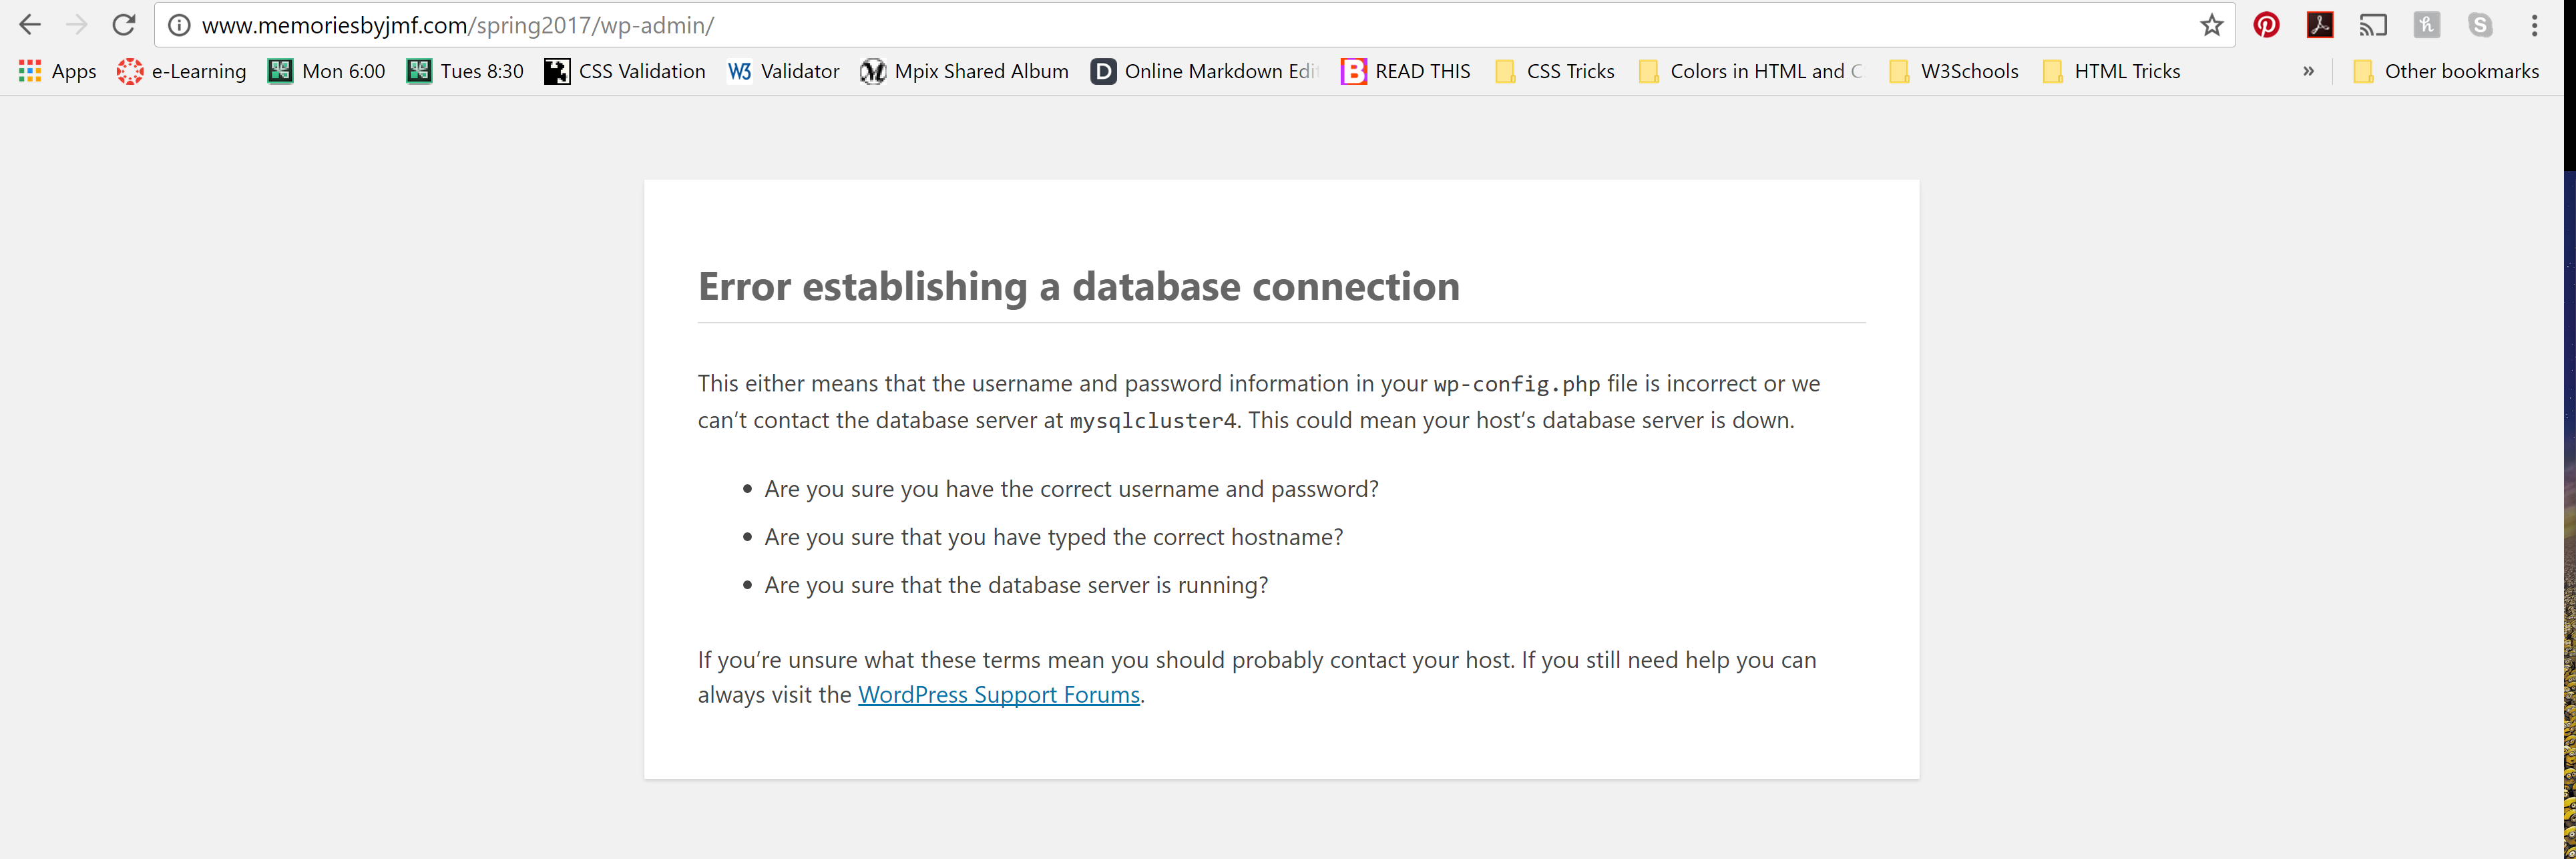 www.memoriesbyjmf.com/spring2017/wp-admin/
Apps e-Learning Mon 6:00 Tues 8:30 CSS Validation W3 Validator Mpix Shared Album D Online Markdown Edi B READ THIS CSS Tricks Colors in HTML and C W3Schools HTML Tricks » Other bookmarks
Error establishing a database connection
This either means that the username and password information in your wp-config.php file is incorrect or we
can’t contact the database server at mysqlcluster4. This could mean your host’s database server is down.
• Are you sure you have the correct username and password?
• Are you sure that you have typed the correct hostname?
• Are you sure that the database server is running?
If you’re unsure what these terms mean you should probably contact your host. If you still need help you can
always visit the WordPress Support Forums.